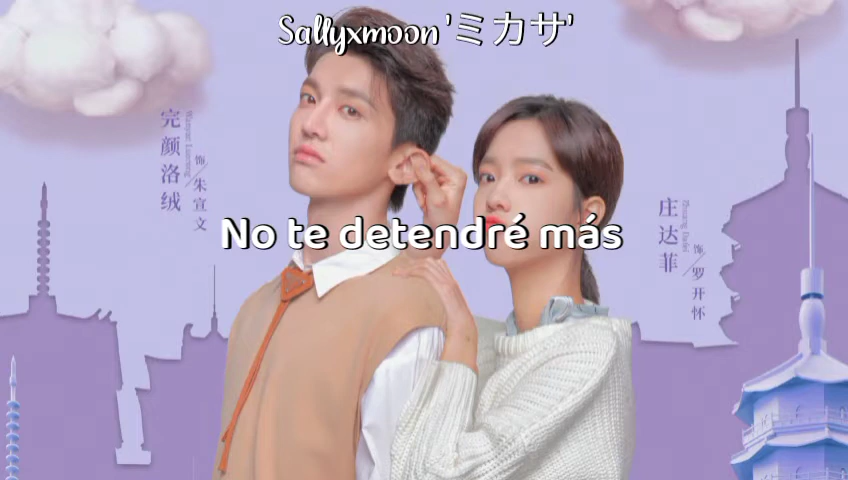 Sallyxmoon 'ミカサ'
完颜洛绒
饰
朱宣文
No te detendré más
庄达菲
饰
罗开怀